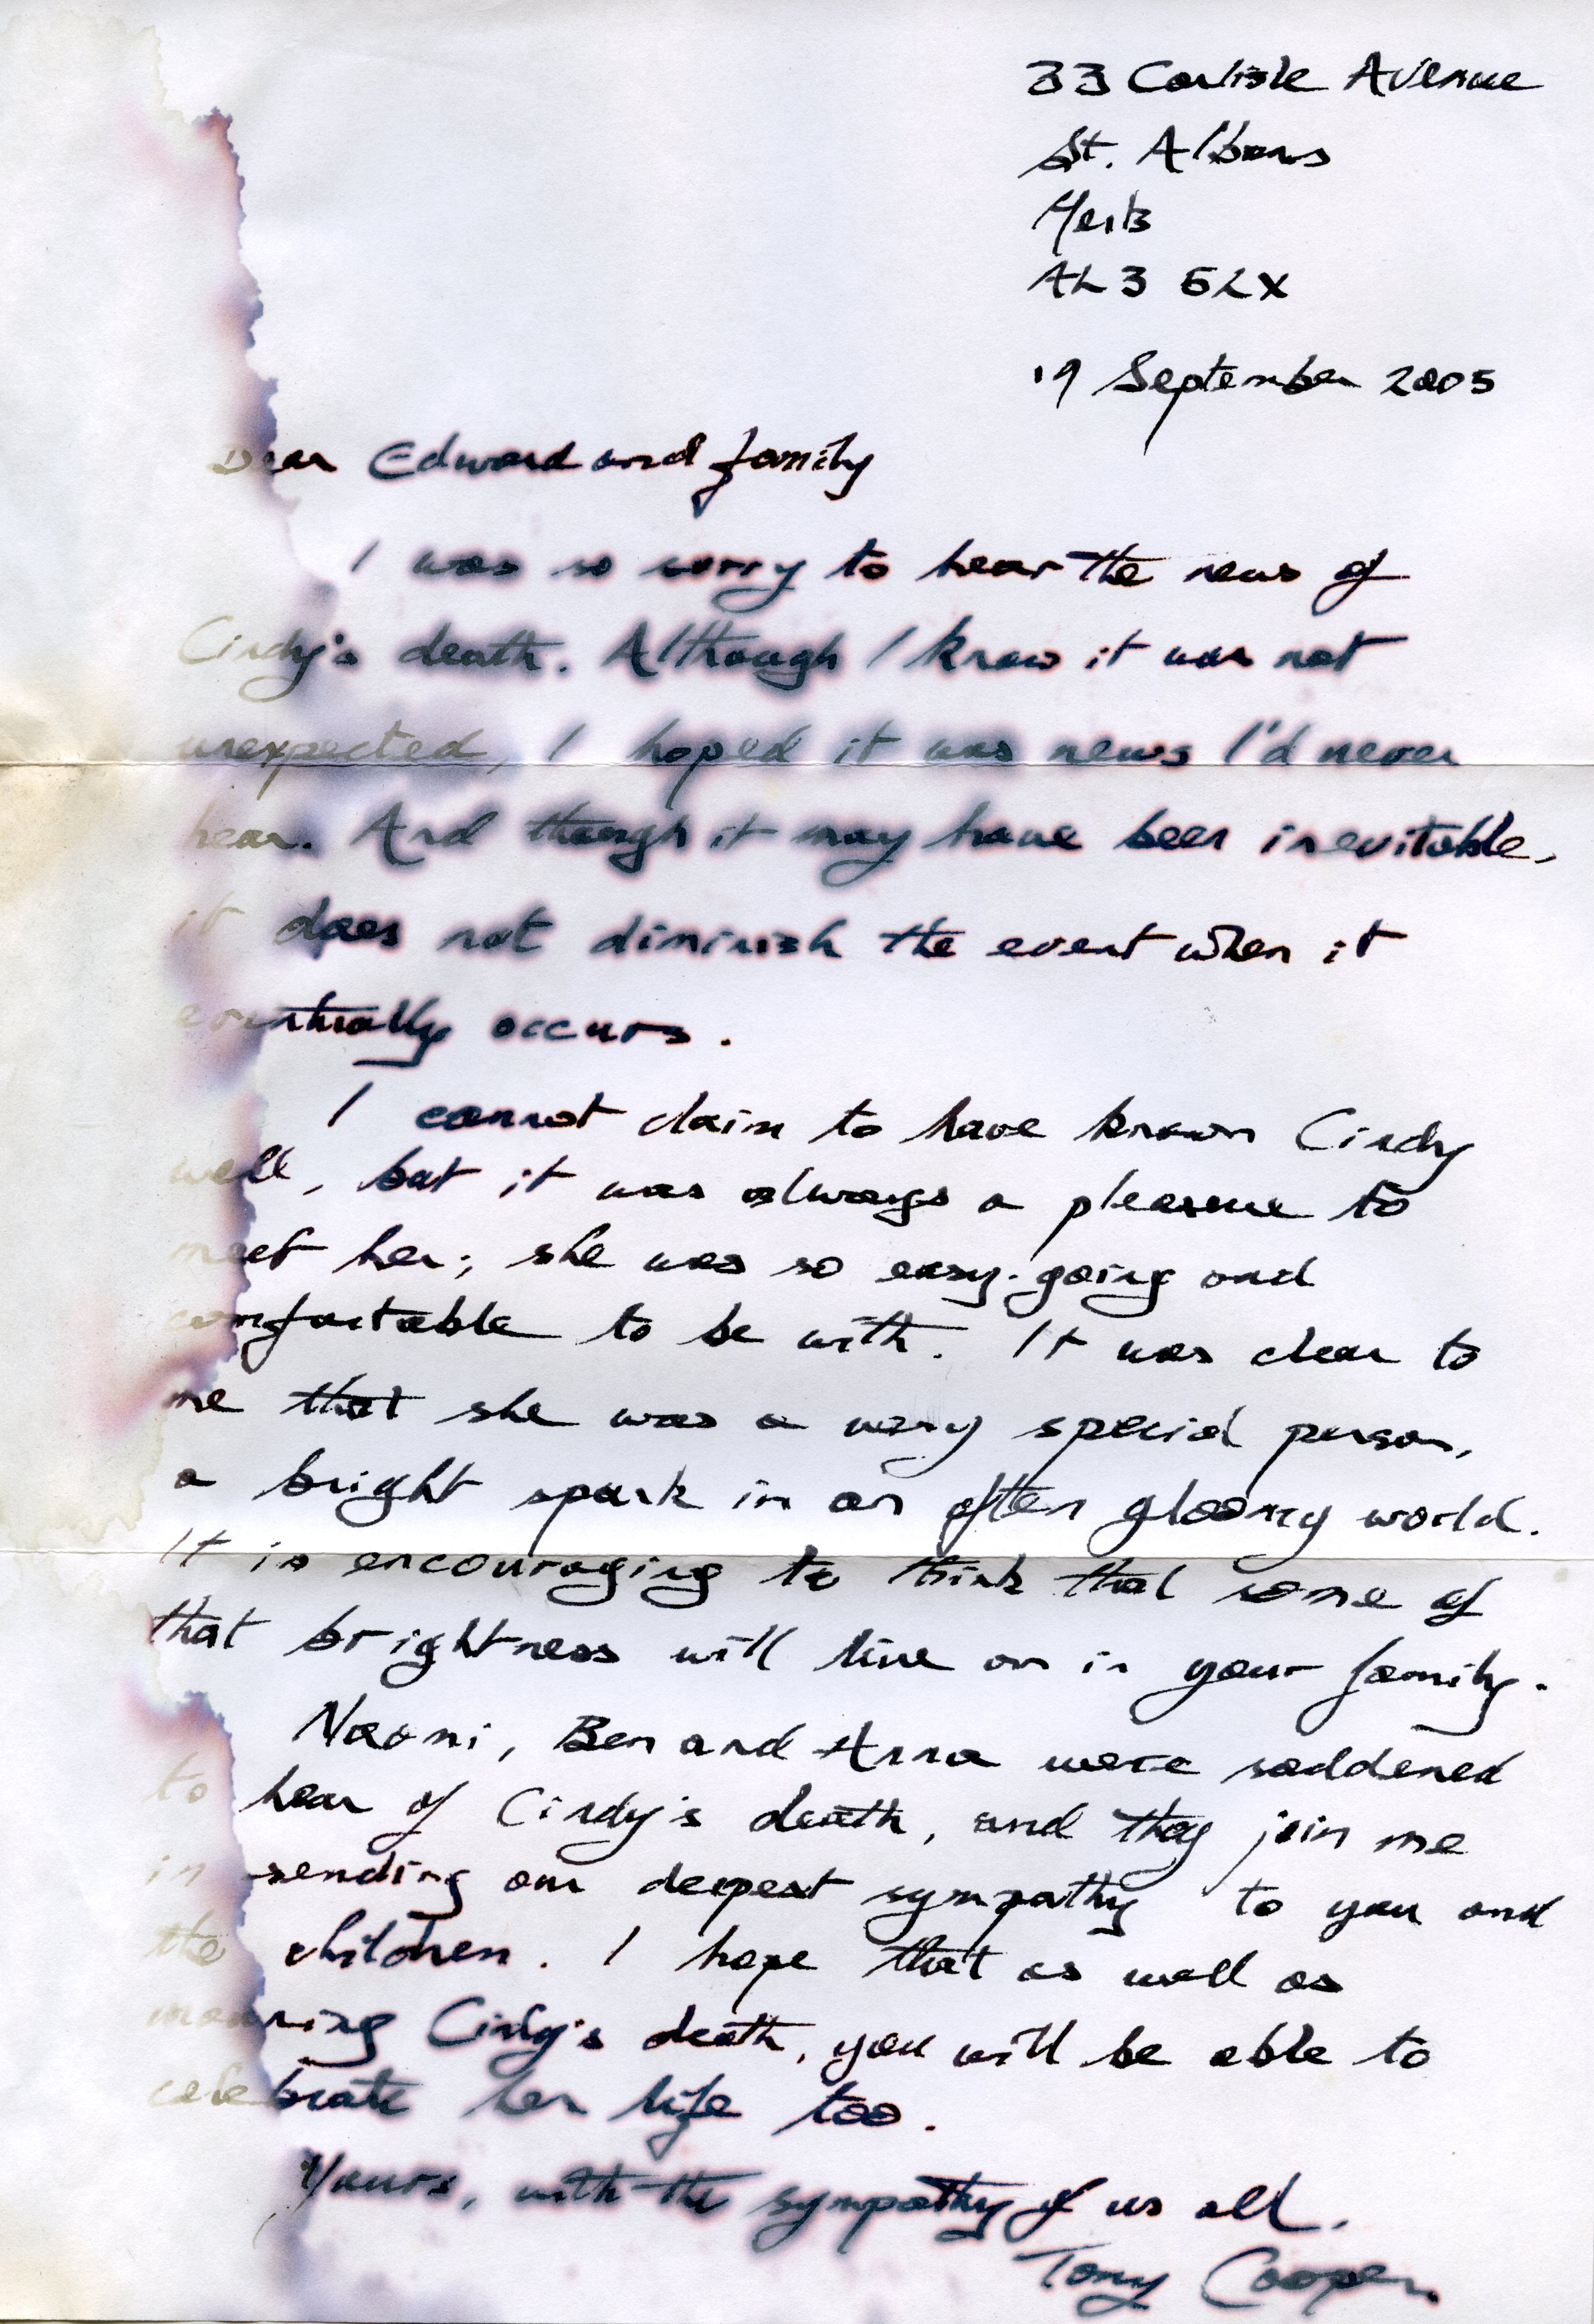 33 Carlisle Avenue
St. Albans
Herts
AL3 5LX
19 September 2005
Dear Edward and family
I was so sorry to hear the news of
Cindy's death. Although I knew it was not
unexpected, I hoped it was news I'd never
hear. And though it may have been inevitable,
it does not diminish the event when it
eventually occurs.
I cannot claim to have known Cindy
well, but it was always a pleasure to
meet her; she was so easy-going and
comfortable to be with. It was clear to
me that she was a very special person,
a bright spark in an often gloomy world.
It is encouraging to think that some of
that brightness will live on in your family.
Naomi, Ben and Anna were saddened
to hear of Cindy's death, and they join me
in sending our deepest sympathy to you and
the children. I hope that as well as
mourning Cindy's death, you will be able to
celebrate her life too.
Yours, with the sympathy of us all.
Tony Cooper.